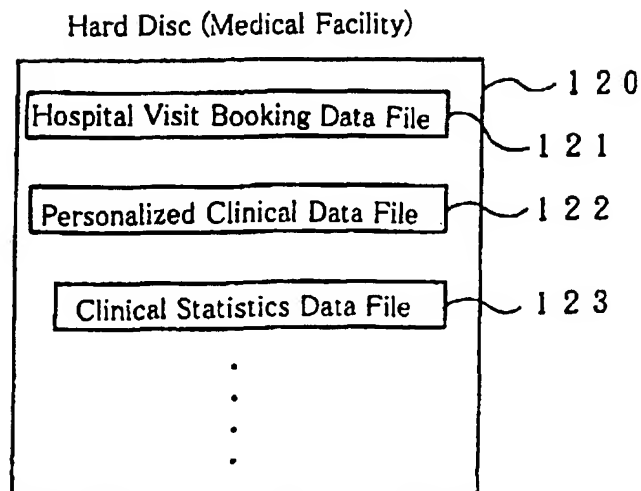 Hard Disc (Medical Facility)
120
Hospital Visit Booking Data File
121
Personalized Clinical Data File
122
Clinical Statistics Data File
123